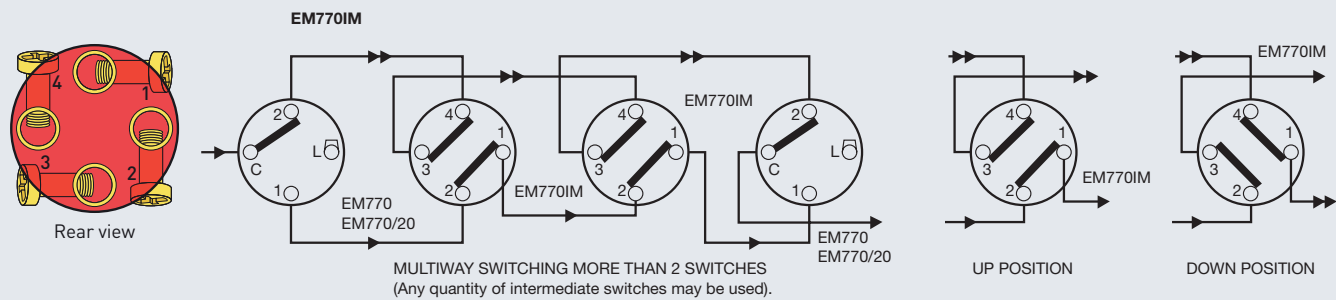 EM770IM
4
1
3
2
Rear view
2
C
L
1
EM770
EM770/20
4
1
3
2
EM770IM
EM770IM
4
1
3
2
2
C
L
1
EM770
EM770/20
MULTIWAY SWITCHING MORE THAN 2 SWITCHES
(Any quantity of intermediate switches may be used).
4
1
3
2
EM770IM
UP POSITION
EM770IM
4
1
3
2
DOWN POSITION